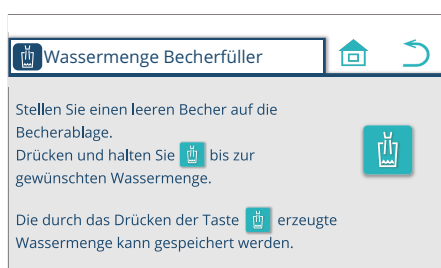 Wassermenge Becherfüller
Stellen Sie einen leeren Becher auf die
Becherablage.
Drücken und halten Sie bis zur
gewünschten Wassermenge.
Die durch das Drücken der Taste erzeugte
Wassermenge kann gespeichert werden.